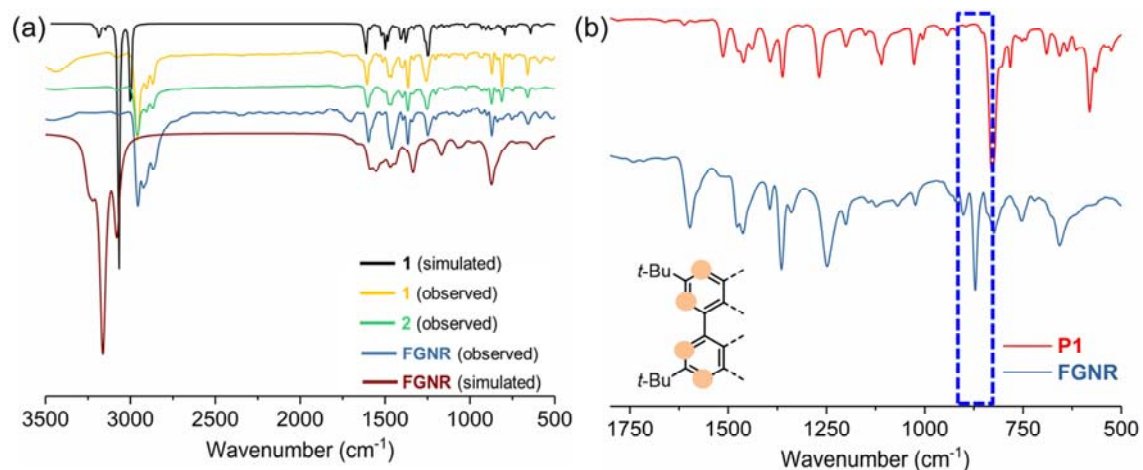 (a)
1 (simulated)
1 (observed)
2 (observed)
FGNR (observed)
FGNR (simulated)
3500 3000 2500 2000 1500 1000 500
Wavenumber (cm⁻¹)
(b)
t-Bu
t-Bu
P1
FGNR
1750 1500 1250 1000 750 500
Wavenumber (cm⁻¹)